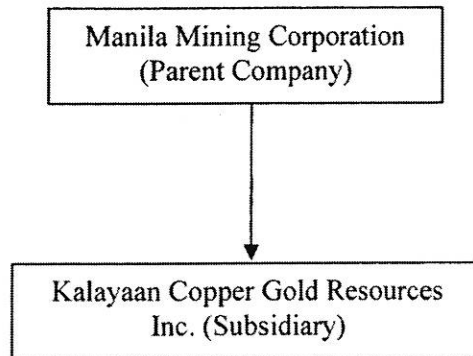 Manila Mining Corporation
(Parent Company)
Kalayaan Copper Gold Resources
Inc. (Subsidiary)